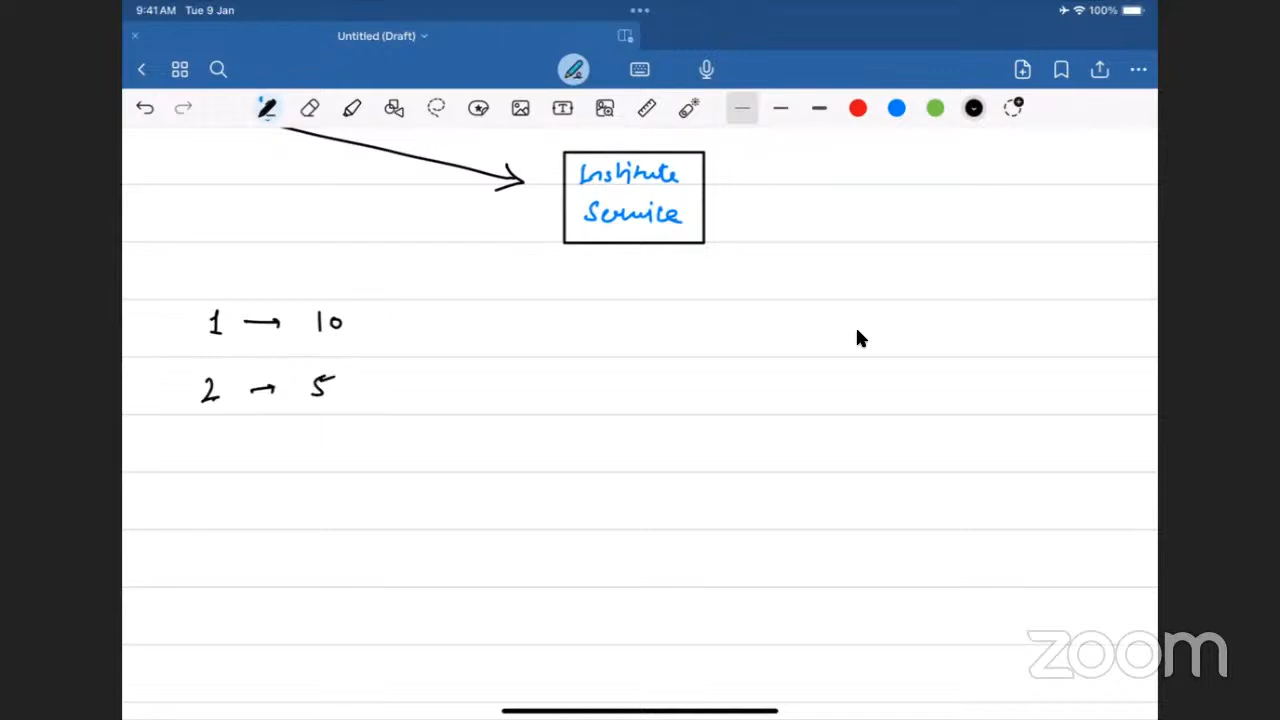 9:41 AM Tue 9 Jan
100%
Untitled (Draft)
Institute
Service
1 → 10
2 → 5
zoom